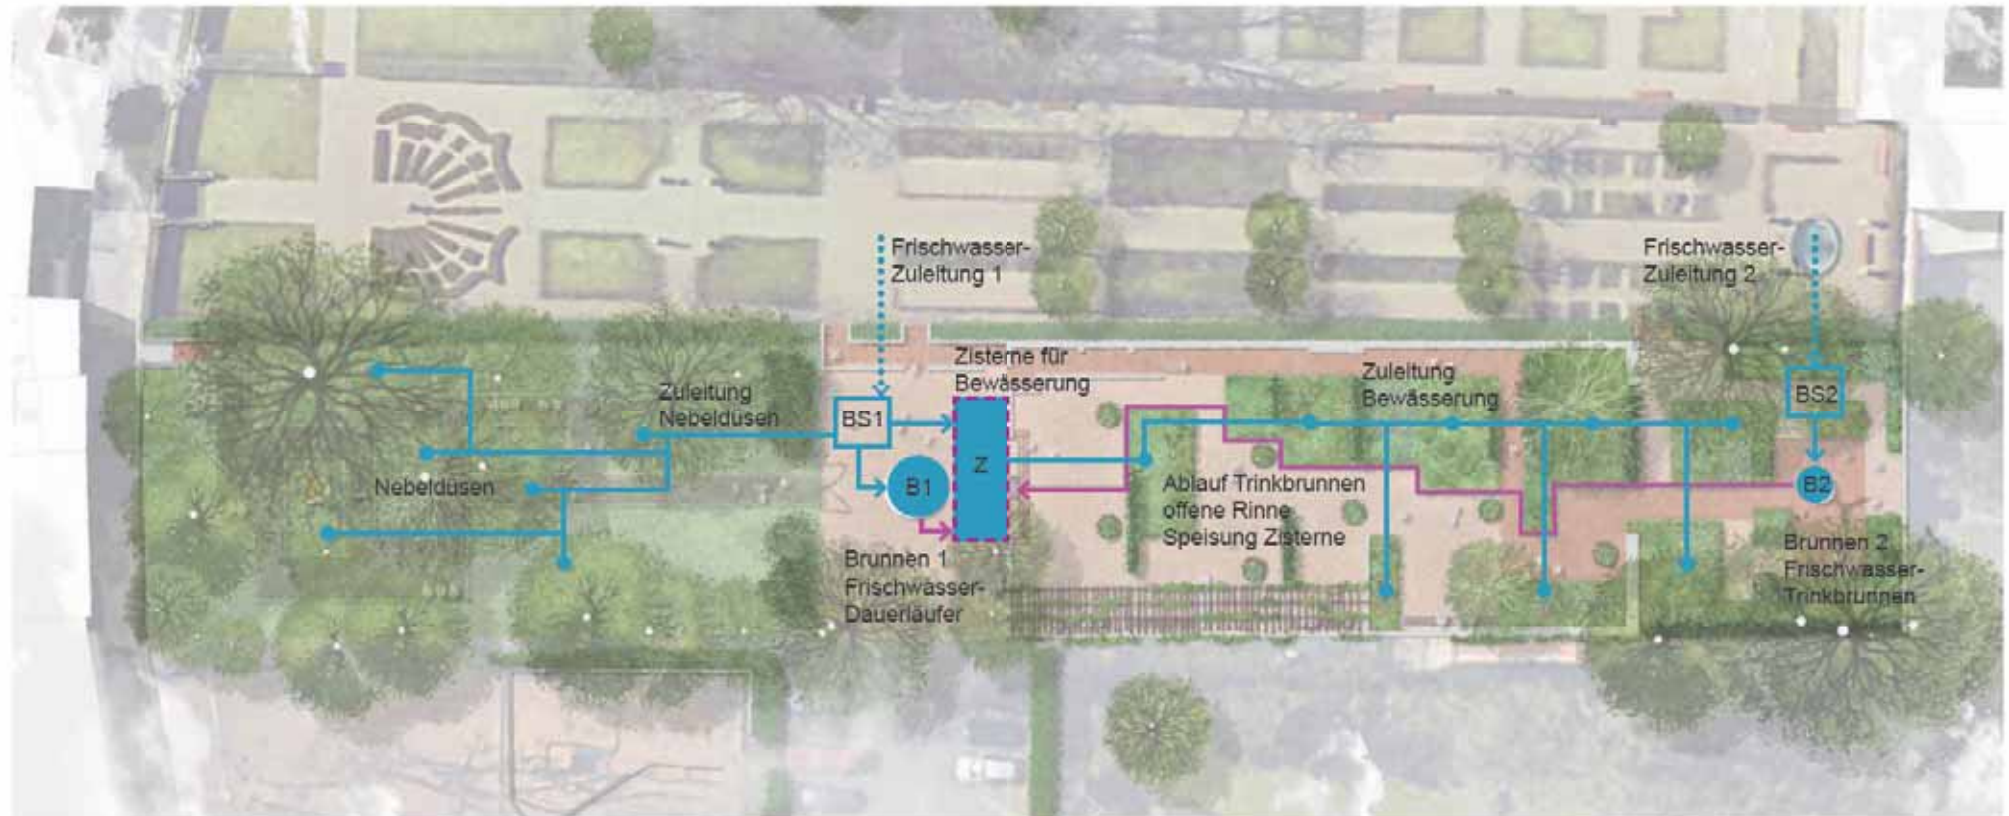 Frischwasser-
Zuleitung 1
Frischwasser-
Zuleitung 2
Zisterne für
Bewässerung
Zuleitung
Nebeldüsen
Zuleitung
Bewässerung
BS1
BS2
Z
B1
B2
Nebeldüsen
Ablauf Trinkbrunnen
offene Rinne
Speisung Zisterne
Brunnen 1
Frischwasser-
Dauerläufer
Brunnen 2
Frischwasser-
Trinkbrunnen